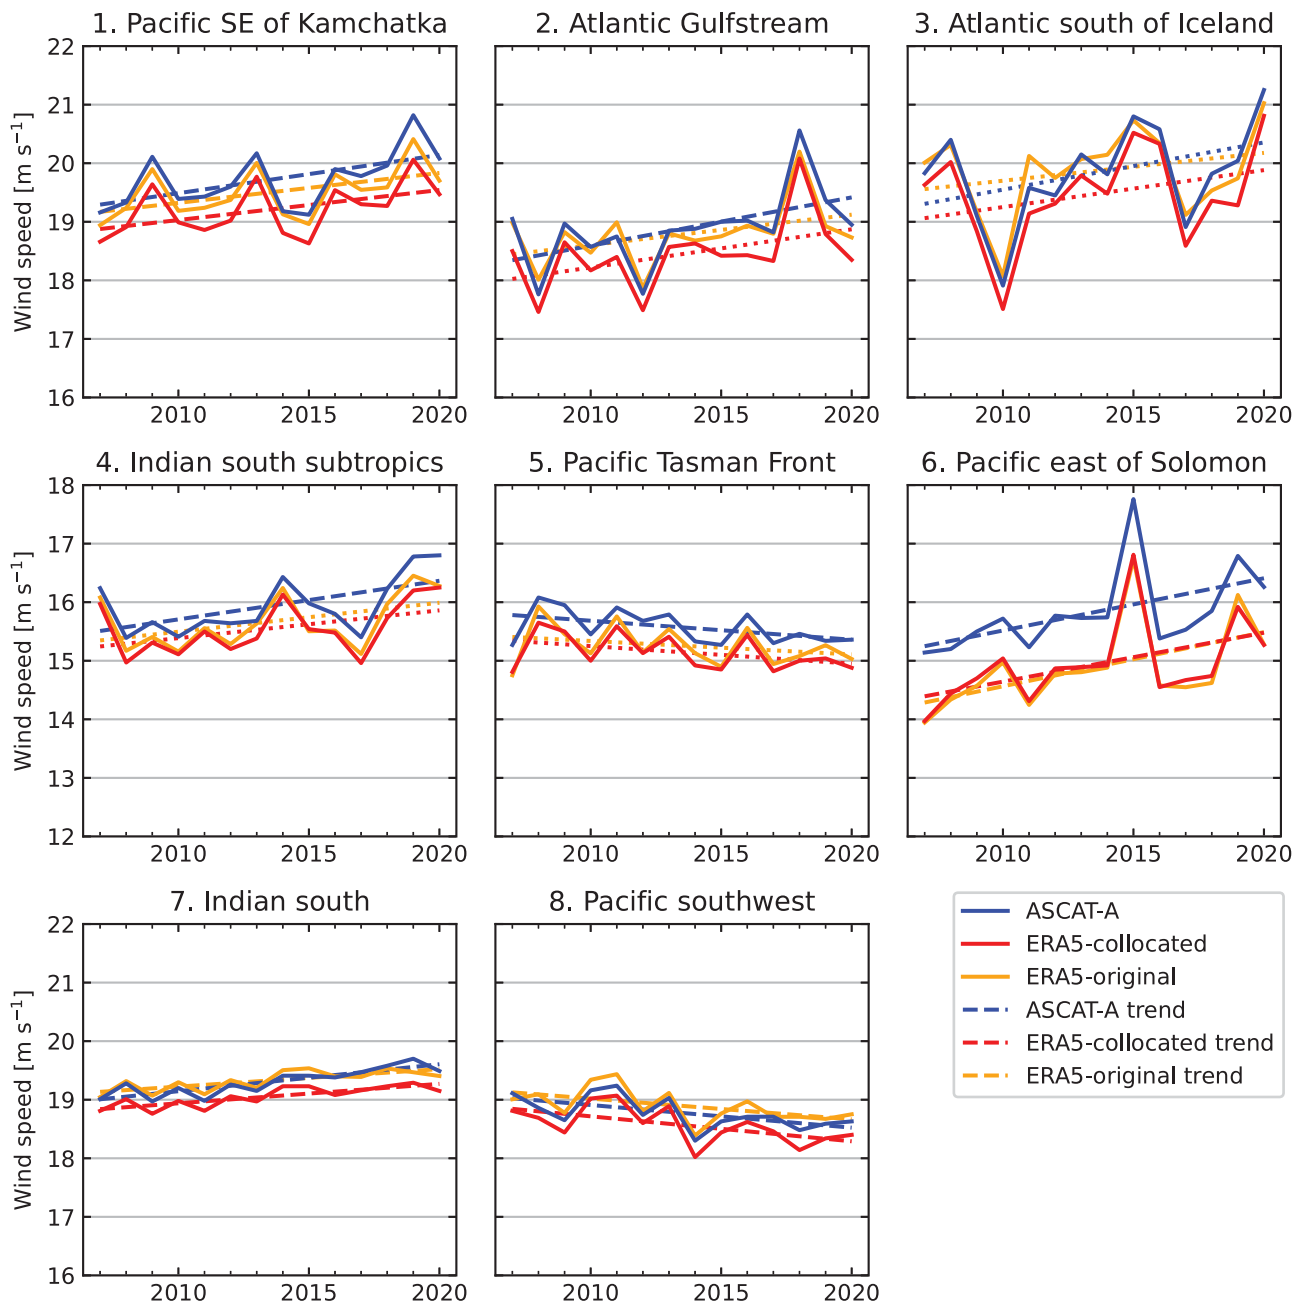 1. Pacific SE of Kamchatka
2. Atlantic Gulfstream
3. Atlantic south of Iceland
Wind speed [m s⁻¹]
22
21
20
19
18
17
16
2010 2015 2020
2010 2015 2020
2010 2015 2020
4. Indian south subtropics
5. Pacific Tasman Front
6. Pacific east of Solomon
Wind speed [m s⁻¹]
18
17
16
15
14
13
12
2010 2015 2020
2010 2015 2020
2010 2015 2020
7. Indian south
8. Pacific southwest
Wind speed [m s⁻¹]
22
21
20
19
18
17
16
2010 2015 2020
2010 2015 2020
ASCAT-A
ERA5-collocated
ERA5-original
ASCAT-A trend
ERA5-collocated trend
ERA5-original trend